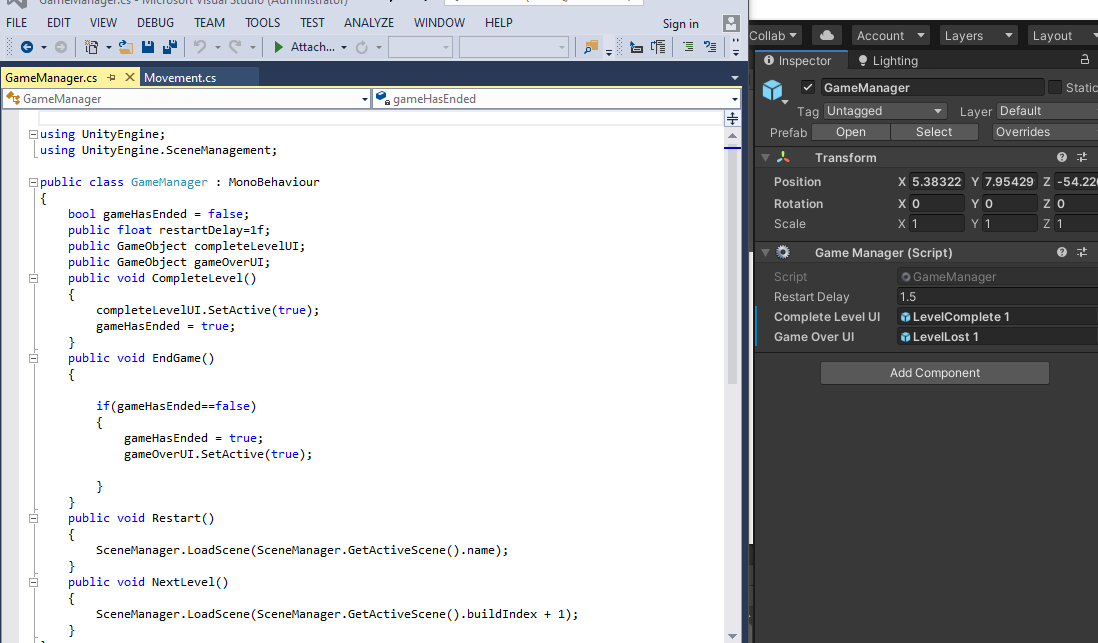 GameManager.cs - Microsoft Visual Studio (Administrator)
FILE EDIT VIEW DEBUG TEAM TOOLS TEST ANALYZE WINDOW HELP Sign in
Attach...
GameManager.cs Movement.cs
GameManager gameHasEnded
using UnityEngine;
using UnityEngine.SceneManagement;
public class GameManager : MonoBehaviour
{
bool gameHasEnded = false;
public float restartDelay=1f;
public GameObject completeLevelUI;
public GameObject gameOverUI;
public void CompleteLevel()
{
completeLevelUI.SetActive(true);
gameHasEnded = true;
}
public void EndGame()
{
if(gameHasEnded==false)
{
gameHasEnded = true;
gameOverUI.SetActive(true);
}
}
public void Restart()
{
SceneManager.LoadScene(SceneManager.GetActiveScene().name);
}
public void NextLevel()
{
SceneManager.LoadScene(SceneManager.GetActiveScene().buildIndex + 1);
}
Collab Account Layers Layout
Inspector Lighting
GameManager Static
Tag Untagged Layer Default
Prefab Open Select Overrides
Transform
Position X 5.38322 Y 7.95429 Z -54.220
Rotation X 0 Y 0 Z 0
Scale X 1 Y 1 Z 1
Game Manager (Script)
Script GameManager
Restart Delay 1.5
Complete Level UI LevelComplete 1
Game Over UI LevelLost 1
Add Component